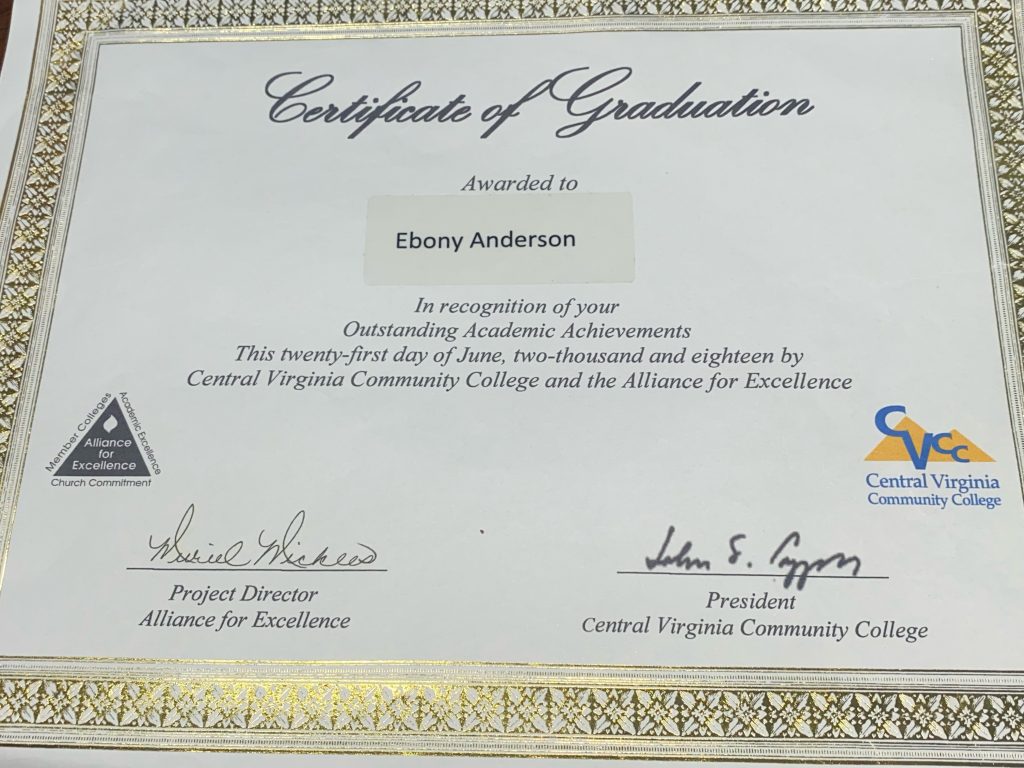 Certificate of Graduation
Awarded to
Ebony Anderson
In recognition of your
Outstanding Academic Achievements
This twenty-first day of June, two-thousand and eighteen by
Central Virginia Community College and the Alliance for Excellence
Member Colleges
Academic Excellence
Alliance
for
Excellence
Church Commitment
CVCC
Central Virginia
Community College
Muriel
John S.
Project Director
Alliance for Excellence
President
Central Virginia Community College